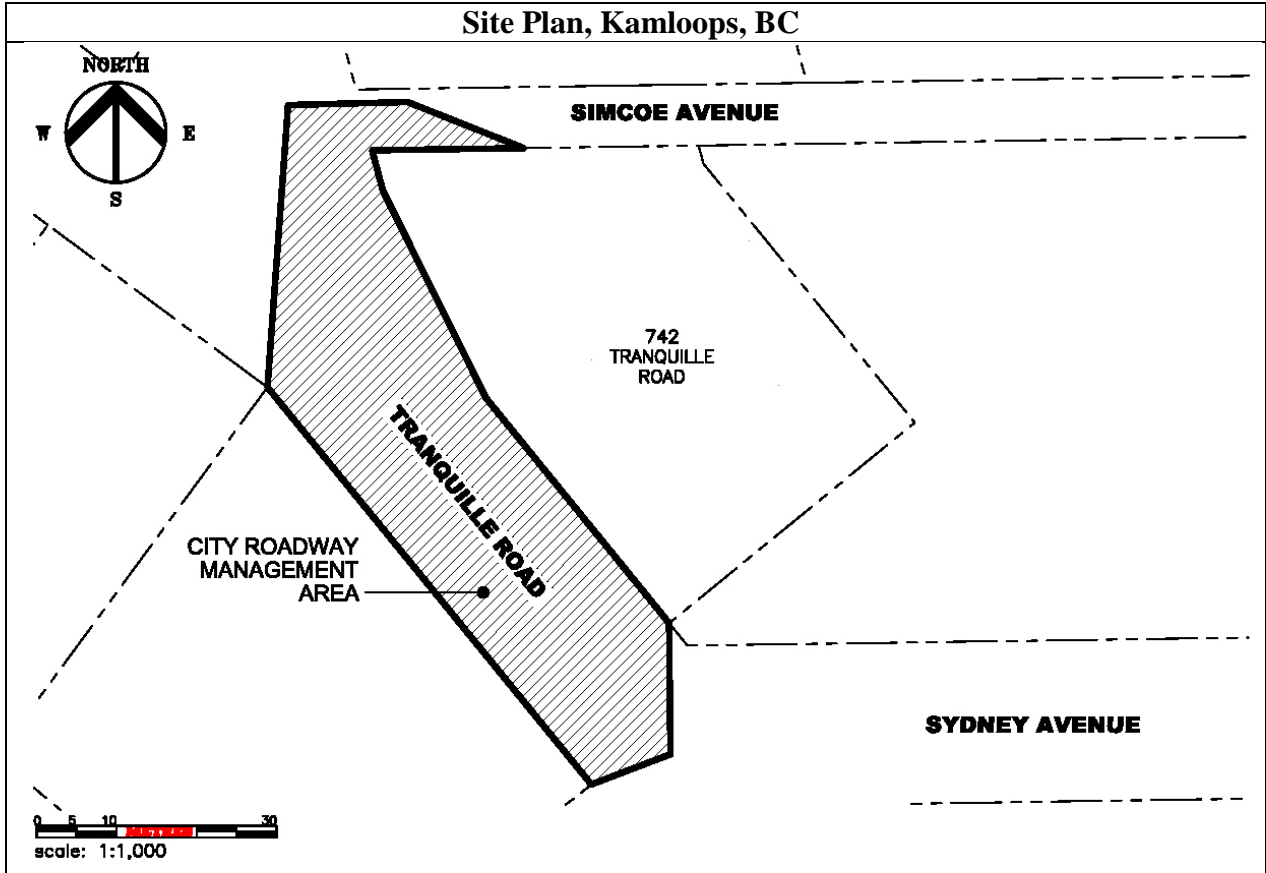 Site Plan, Kamloops, BC
NORTH
W
E
S
SIMCOE AVENUE
742
TRANQUILLE
ROAD
TRANQUILLE ROAD
CITY ROADWAY
MANAGEMENT
AREA
SYDNEY AVENUE
0 5 10 30
scale: 1:1,000